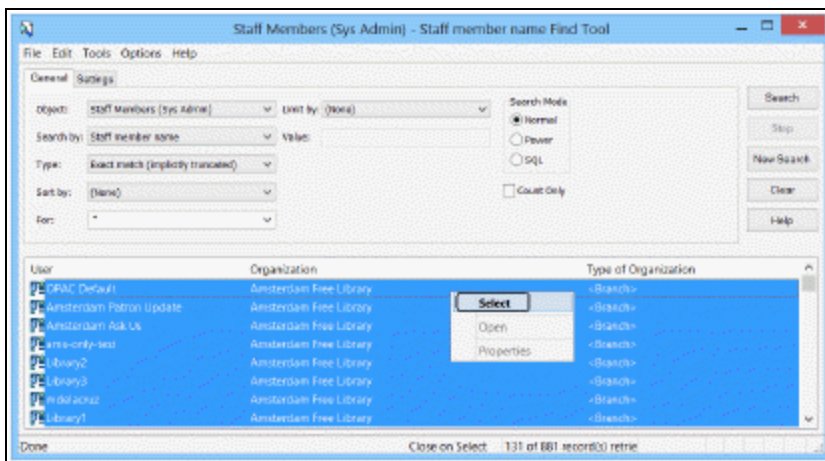 Staff Members (Sys Admin) - Staff member name Find Tool
File Edit Tools Options Help
General Settings
Object: Staff Members (Sys Admin) Limit by: (None) Search Mode Search
Normal
Search by: Staff member name Value: Power Stop
Type: Exact match (implicitly truncated) SQL New Search
Sort by: (None) Count Only Clear
For: * Help
User Organization Type of Organization
OPAC Default Amsterdam Free Library <Branch>
Amsterdam Patron Update Amsterdam Free Library <Branch>
Select
Amsterdam Ask Us Amsterdam Free Library <Branch>
Open
ams-only-test Amsterdam Free Library <Branch>
Properties
Library2 Amsterdam Free Library <Branch>
Library3 Amsterdam Free Library <Branch>
mdelacruz Amsterdam Free Library <Branch>
Library1 Amsterdam Free Library <Branch>
Done Close on Select 131 of 881 record(s) retrie